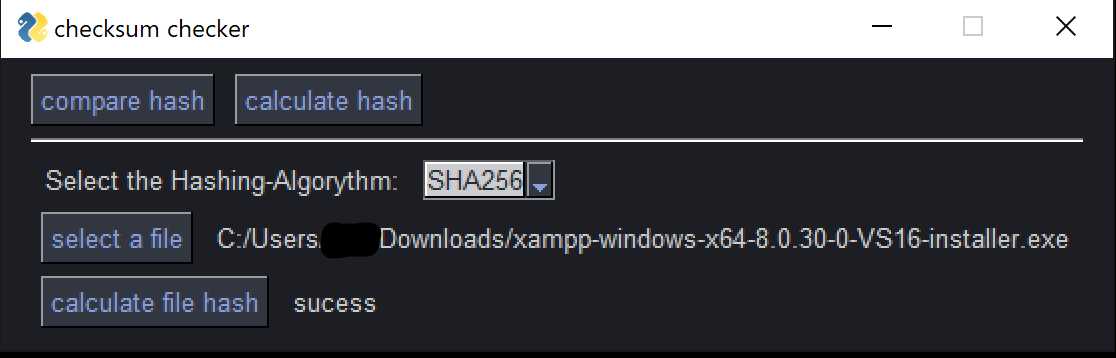 checksum checker
compare hash calculate hash
Select the Hashing-Algorythm: SHA256
select a file C:/Users/ Downloads/xampp-windows-x64-8.0.30-0-VS16-installer.exe
calculate file hash sucess